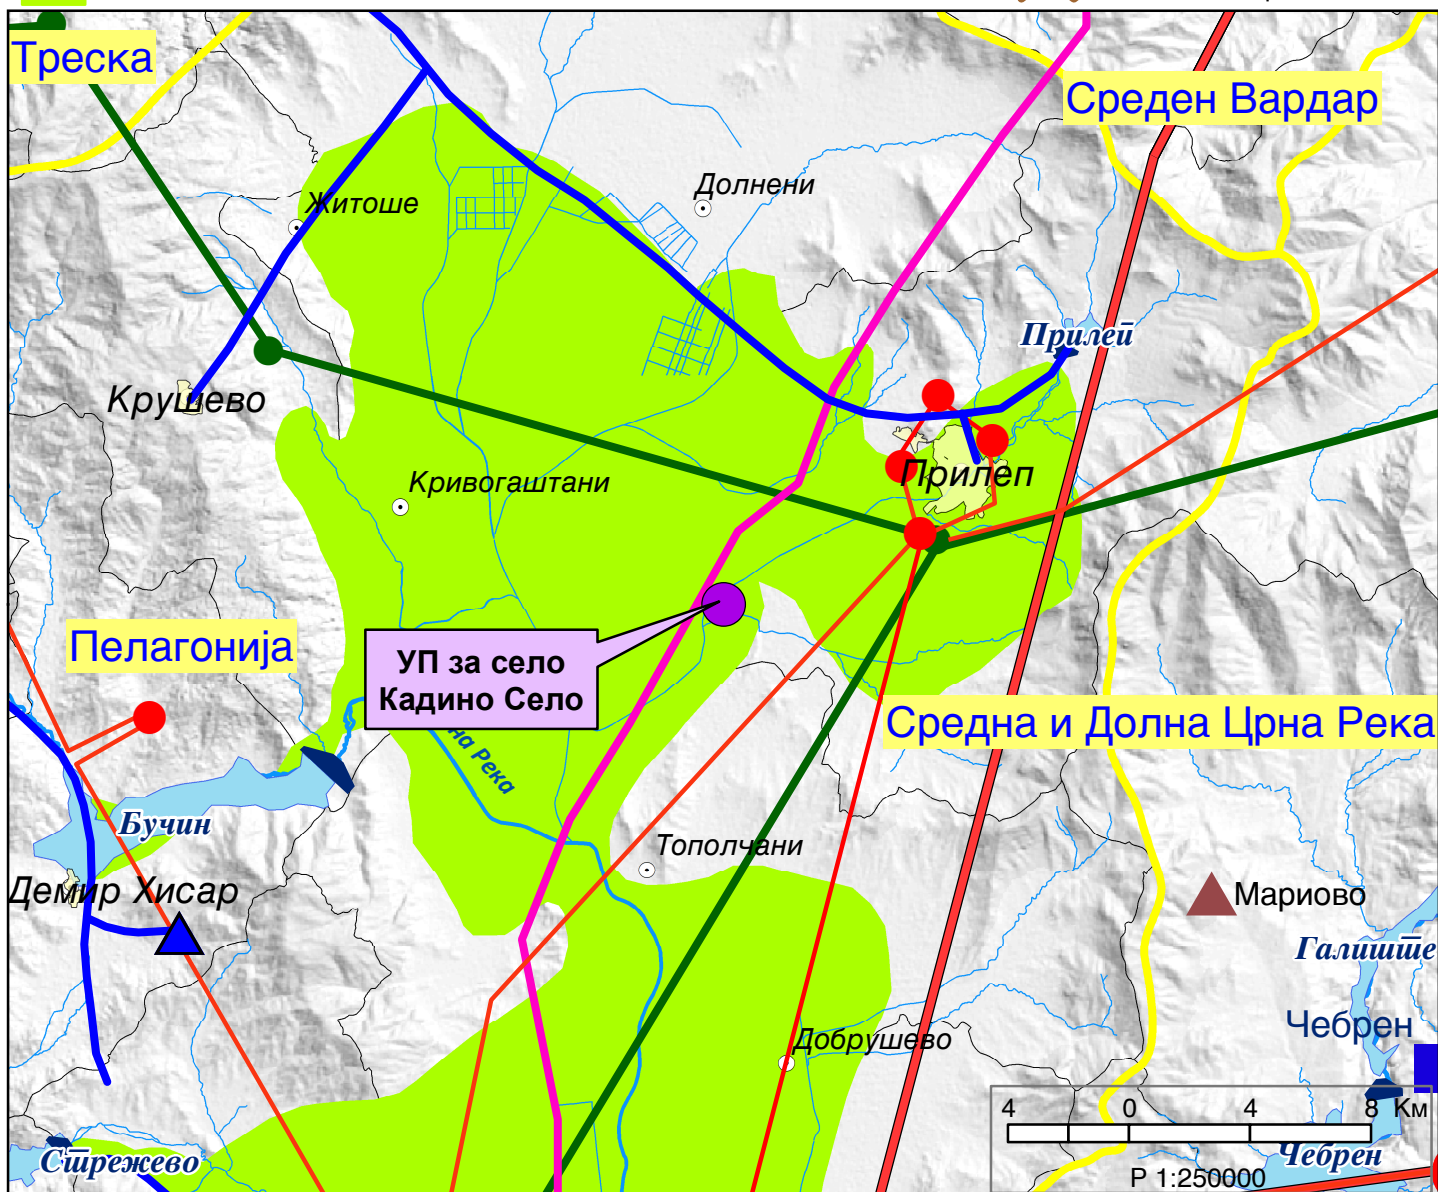 Треска
Среден Вардар
Житоше
Долнени
Прилеп
Крушево
Кривогаштани
Прилеп
УП за село
Кадино Село
Пелагонија
Средна и Долна Црна Река
на Река
Бучин
Тополчани
Демир Хисар
Мариово
Галиште
Чебрен
Добрушево
4 0 4 8 Км
Р 1:250000
Чебрен
Стрежево